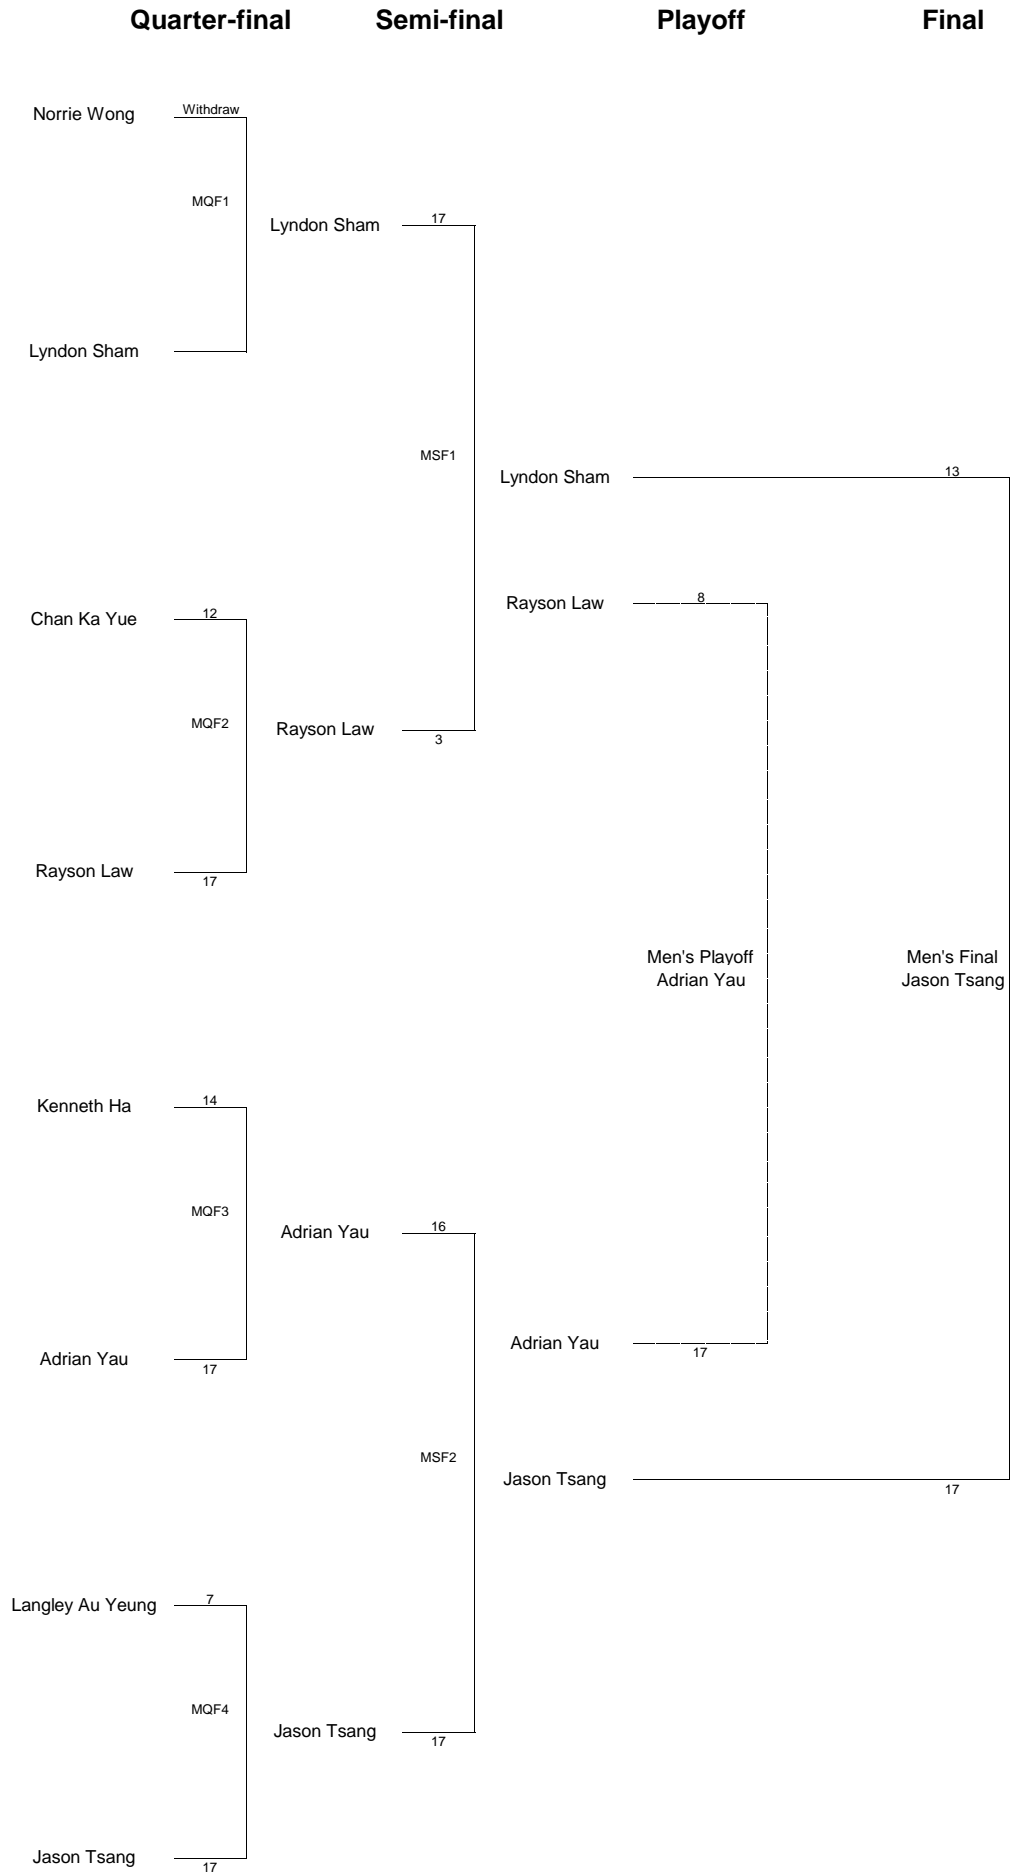 Quarter-final Semi-final Playoff Final
Withdraw
Norrie Wong
MQF1
17
Lyndon Sham
Lyndon Sham
MSF1
13
Lyndon Sham
8
Rayson Law
12
Chan Ka Yue
MQF2
Rayson Law
3
Rayson Law
17
Men's Playoff
Adrian Yau
Men's Final
Jason Tsang
14
Kenneth Ha
MQF3
16
Adrian Yau
Adrian Yau
17
Adrian Yau
17
MSF2
Jason Tsang
17
7
Langley Au Yeung
MQF4
Jason Tsang
17
Jason Tsang
17